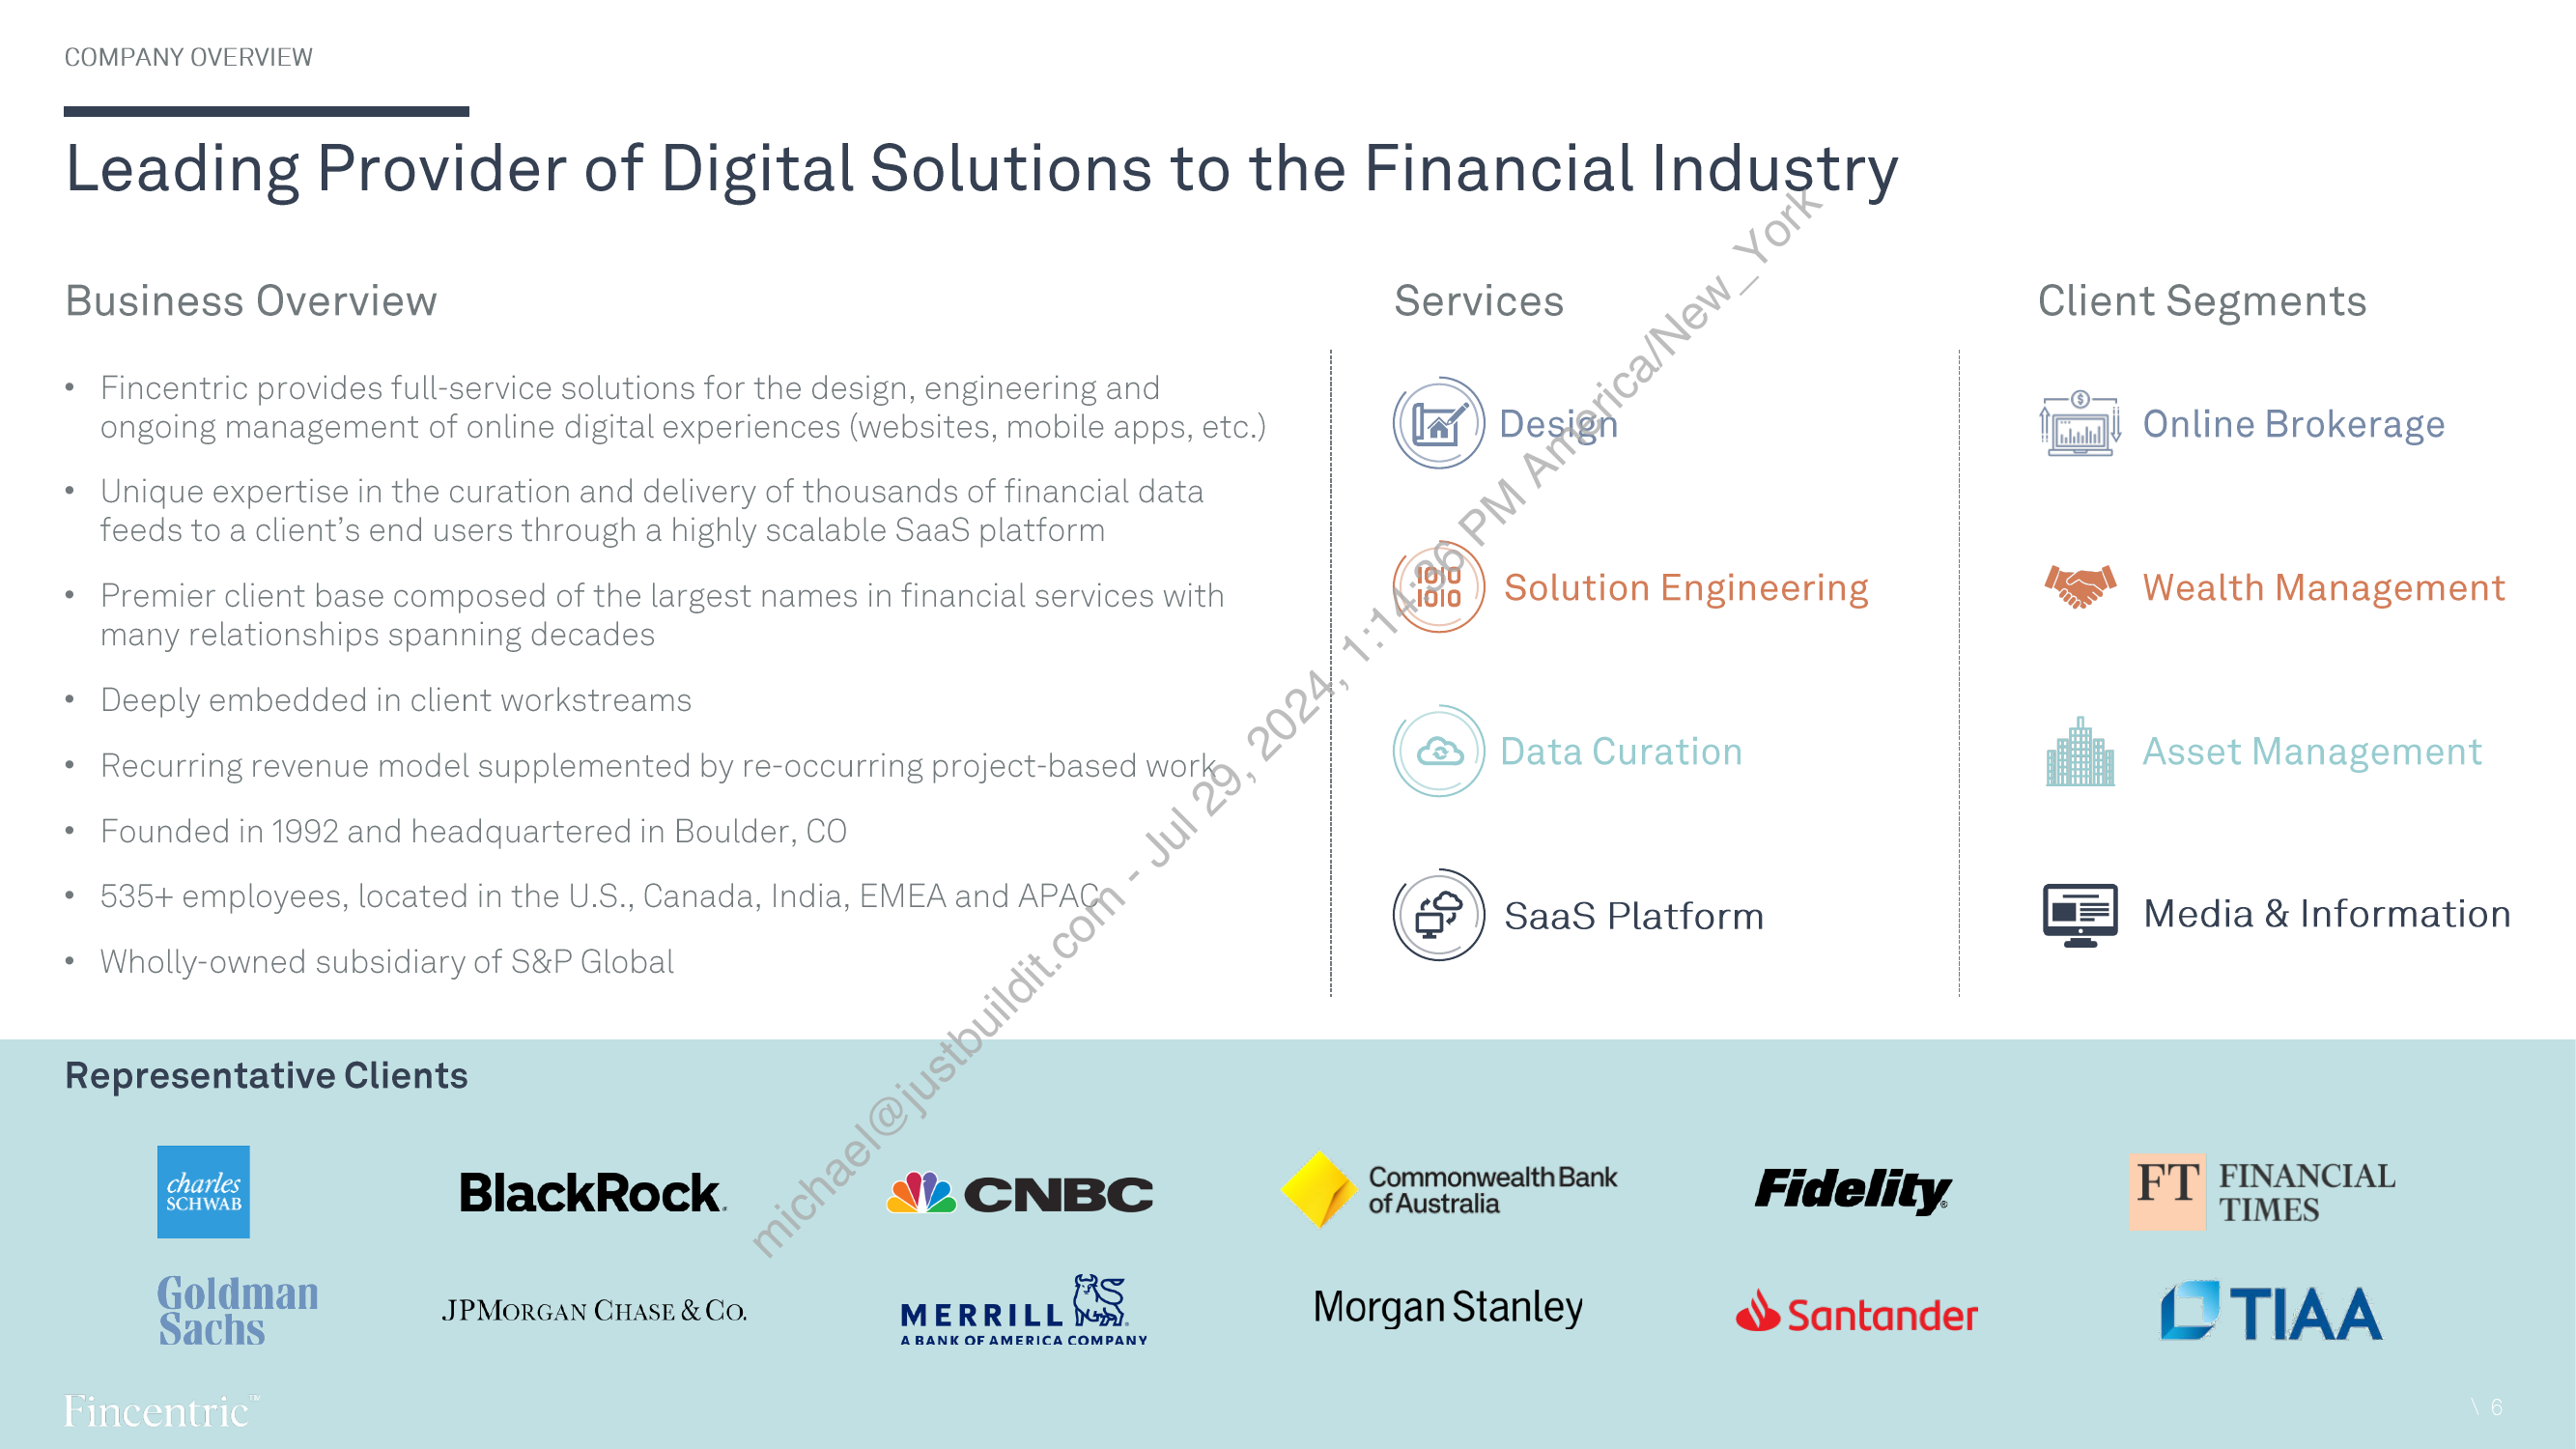 COMPANY OVERVIEW
Leading Provider of Digital Solutions to the Financial Industry
Business Overview
• Fincentric provides full-service solutions for the design, engineering and
ongoing management of online digital experiences (websites, mobile apps, etc.)
• Unique expertise in the curation and delivery of thousands of financial data
feeds to a client’s end users through a highly scalable SaaS platform
• Premier client base composed of the largest names in financial services with
many relationships spanning decades
• Deeply embedded in client workstreams
• Recurring revenue model supplemented by re-occurring project-based work
• Founded in 1992 and headquartered in Boulder, CO
• 535+ employees, located in the U.S., Canada, India, EMEA and APAC
• Wholly-owned subsidiary of S&P Global
Services
Design
1010
1010
Solution Engineering
Data Curation
SaaS Platform
Client Segments
$
Online Brokerage
Wealth Management
Asset Management
Media & Information
michael@justbuildit.com - Jul 29, 2024, 1:14:36 PM America/New_York
Representative Clients
charles
SCHWAB
BlackRock.
CNBC
Commonwealth Bank
of Australia
Fidelity®
FT
FINANCIAL
TIMES
Goldman
Sachs
JPMORGAN CHASE & CO.
MERRILL
A BANK OF AMERICA COMPANY
Morgan Stanley
Santander
TIAA
Fincentric™
\ 6